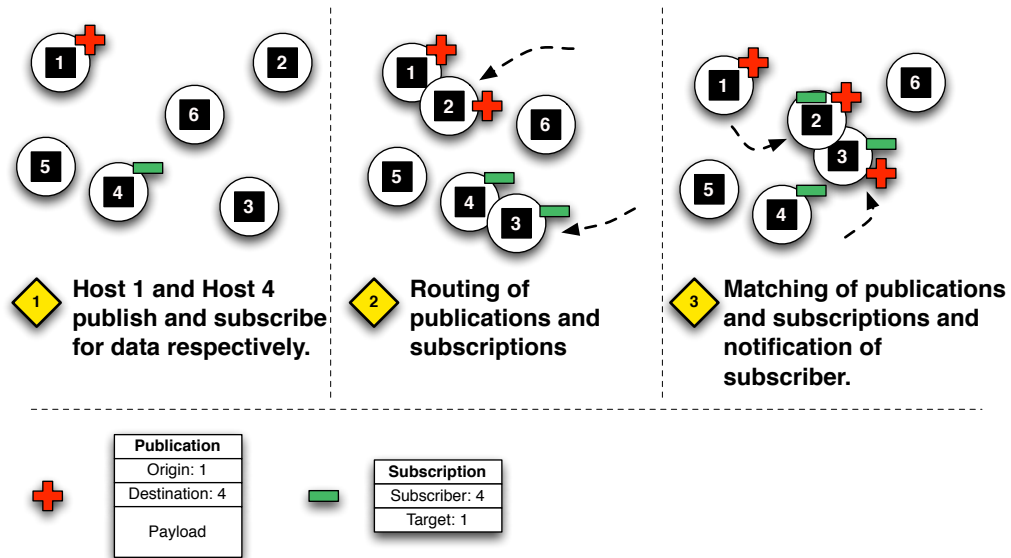 1
2
6
5
4
3
1
2
6
5
4
3
1
6
2
3
5
4
1
Host 1 and Host 4
publish and subscribe
for data respectively.
2
Routing of
publications and
subscriptions
3
Matching of publications
and subscriptions and
notification of
subscriber.
Publication
Origin: 1
Destination: 4
Payload
Subscription
Subscriber: 4
Target: 1